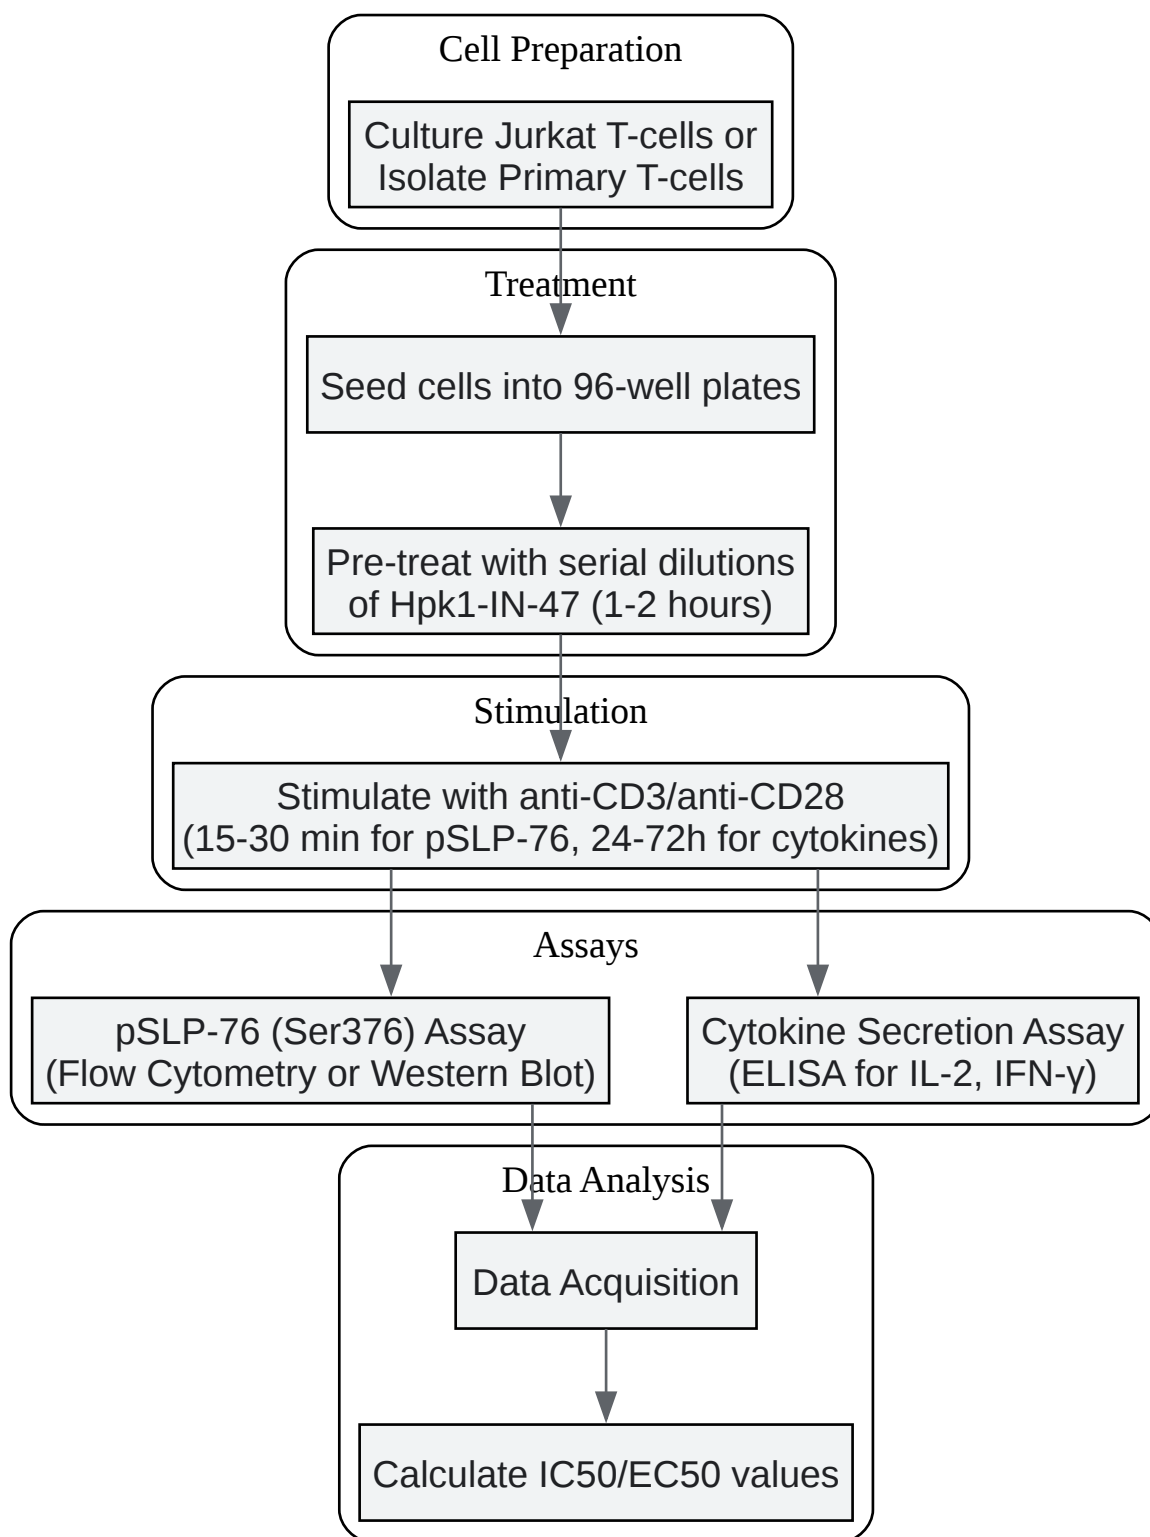 Cell Preparation
Culture Jurkat T-cells or
Isolate Primary T-cells
Treatment
Seed cells into 96-well plates
Pre-treat with serial dilutions
of Hpk1-IN-47 (1-2 hours)
Stimulation
Stimulate with anti-CD3/anti-CD28
(15-30 min for pSLP-76, 24-72h for cytokines)
Assays
pSLP-76 (Ser376) Assay
(Flow Cytometry or Western Blot)
Cytokine Secretion Assay
(ELISA for IL-2, IFN-γ)
Data Analysis
Data Acquisition
Calculate IC50/EC50 values